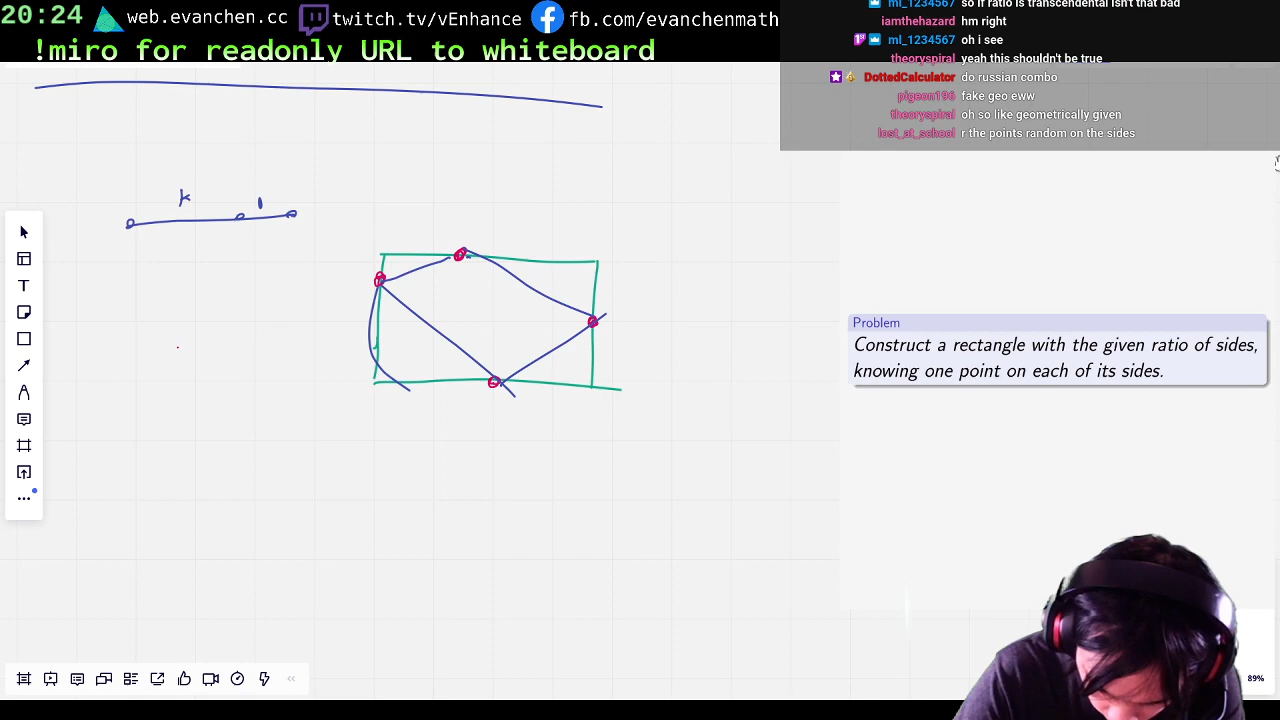 20:24 web.evanchen.cc twitch.tv/vEnhance fb.com/evanchenmath
!miro for readonly URL to whiteboard
ml_1234567 so if ratio is transcendental isn't that bad
iamthehazard hm right
ml_1234567 oh i see
theoryspiral yeah this shouldn't be true
DottedCalculator do russian combo
pigeon196 fake geo eww
theoryspiral oh so like geometrically given
lost_at_school r the points random on the sides
k 1
T
Problem
Construct a rectangle with the given ratio of sides,
knowing one point on each of its sides.
89%